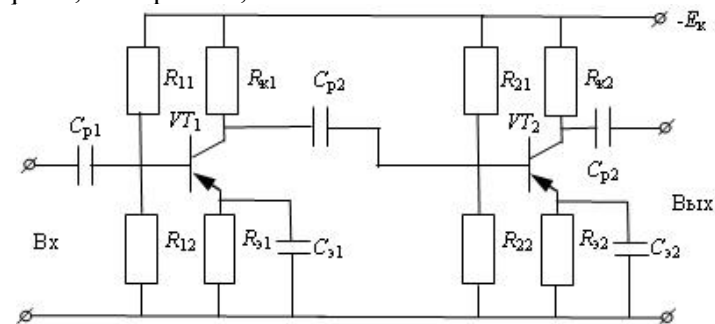 -Eк
R11
Rк1
Cр2
R21
Rк2
Cр1
VT1
VT2
Cр2
Вх
R12
Rэ1
Cэ1
R22
Rэ2
Cэ2
Вых